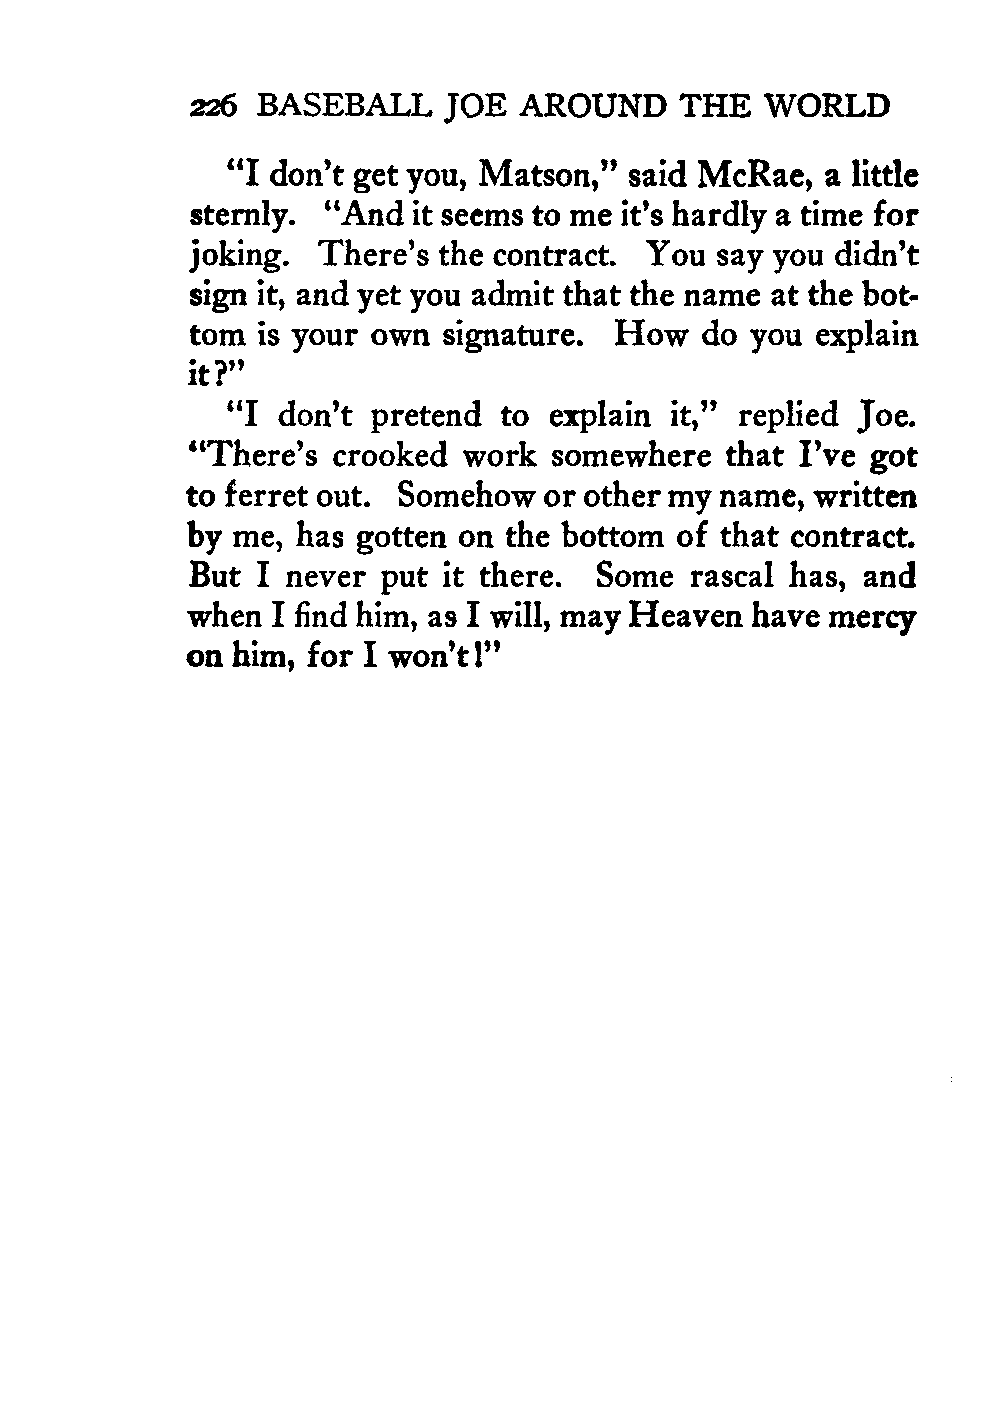 226 BASEBALL JOE AROUND THE WORLD
"I don't get you, Matson," said McRae, a little
sternly. "And it seems to me it's hardly a time for
joking. There's the contract. You say you didn't
sign it, and yet you admit that the name at the bot-
tom is your own signature. How do you explain
it?"
"I don't pretend to explain it," replied Joe.
"There's crooked work somewhere that I've got
to ferret out. Somehow or other my name, written
by me, has gotten on the bottom of that contract.
But I never put it there. Some rascal has, and
when I find him, as I will, may Heaven have mercy
on him, for I won't!"